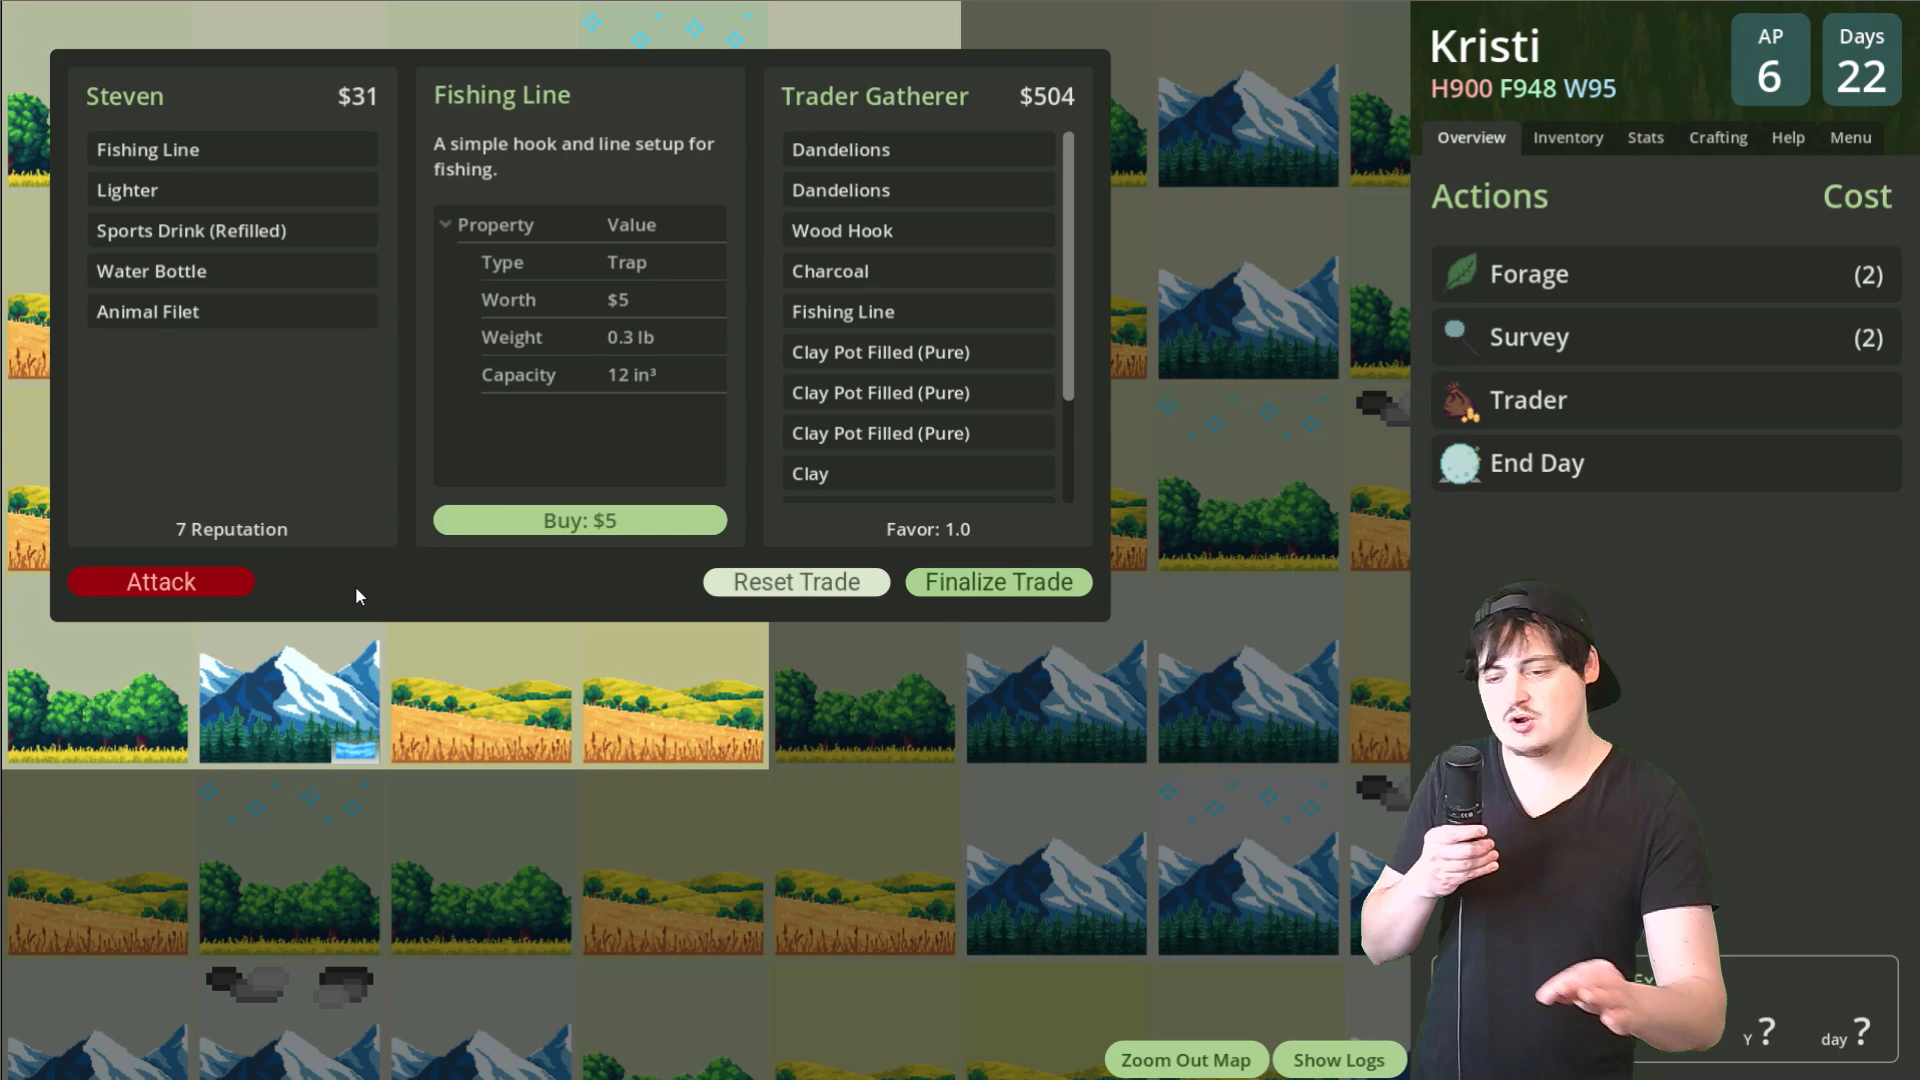 Steven $31
Fishing Line
Lighter
Sports Drink (Refilled)
Water Bottle
Animal Filet
7 Reputation
Attack
Fishing Line
A simple hook and line setup for
fishing.
Property Value
Type Trap
Worth $5
Weight 0.3 lb
Capacity 12 in³
Buy: $5
Trader Gatherer $504
Dandelions
Dandelions
Wood Hook
Charcoal
Fishing Line
Clay Pot Filled (Pure)
Clay Pot Filled (Pure)
Clay Pot Filled (Pure)
Clay
Favor: 1.0
Reset Trade
Finalize Trade
Kristi
H900 F948 W95
AP
6
Days
22
Overview Inventory Stats Crafting Help Menu
Actions Cost
Forage (2)
Survey (2)
Trader
End Day
Y ? day ?
Zoom Out Map
Show Logs